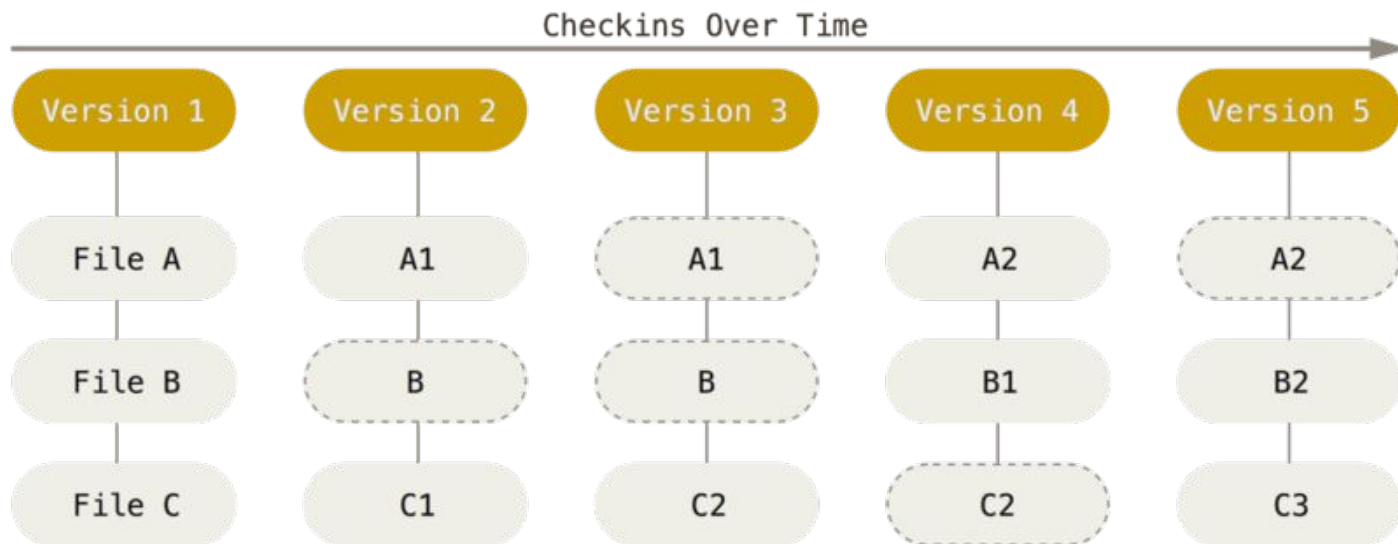 Checkins Over Time
Version 1 Version 2 Version 3 Version 4 Version 5
File A A1 A1 A2 A2
File B B B B1 B2
File C C1 C2 C2 C3